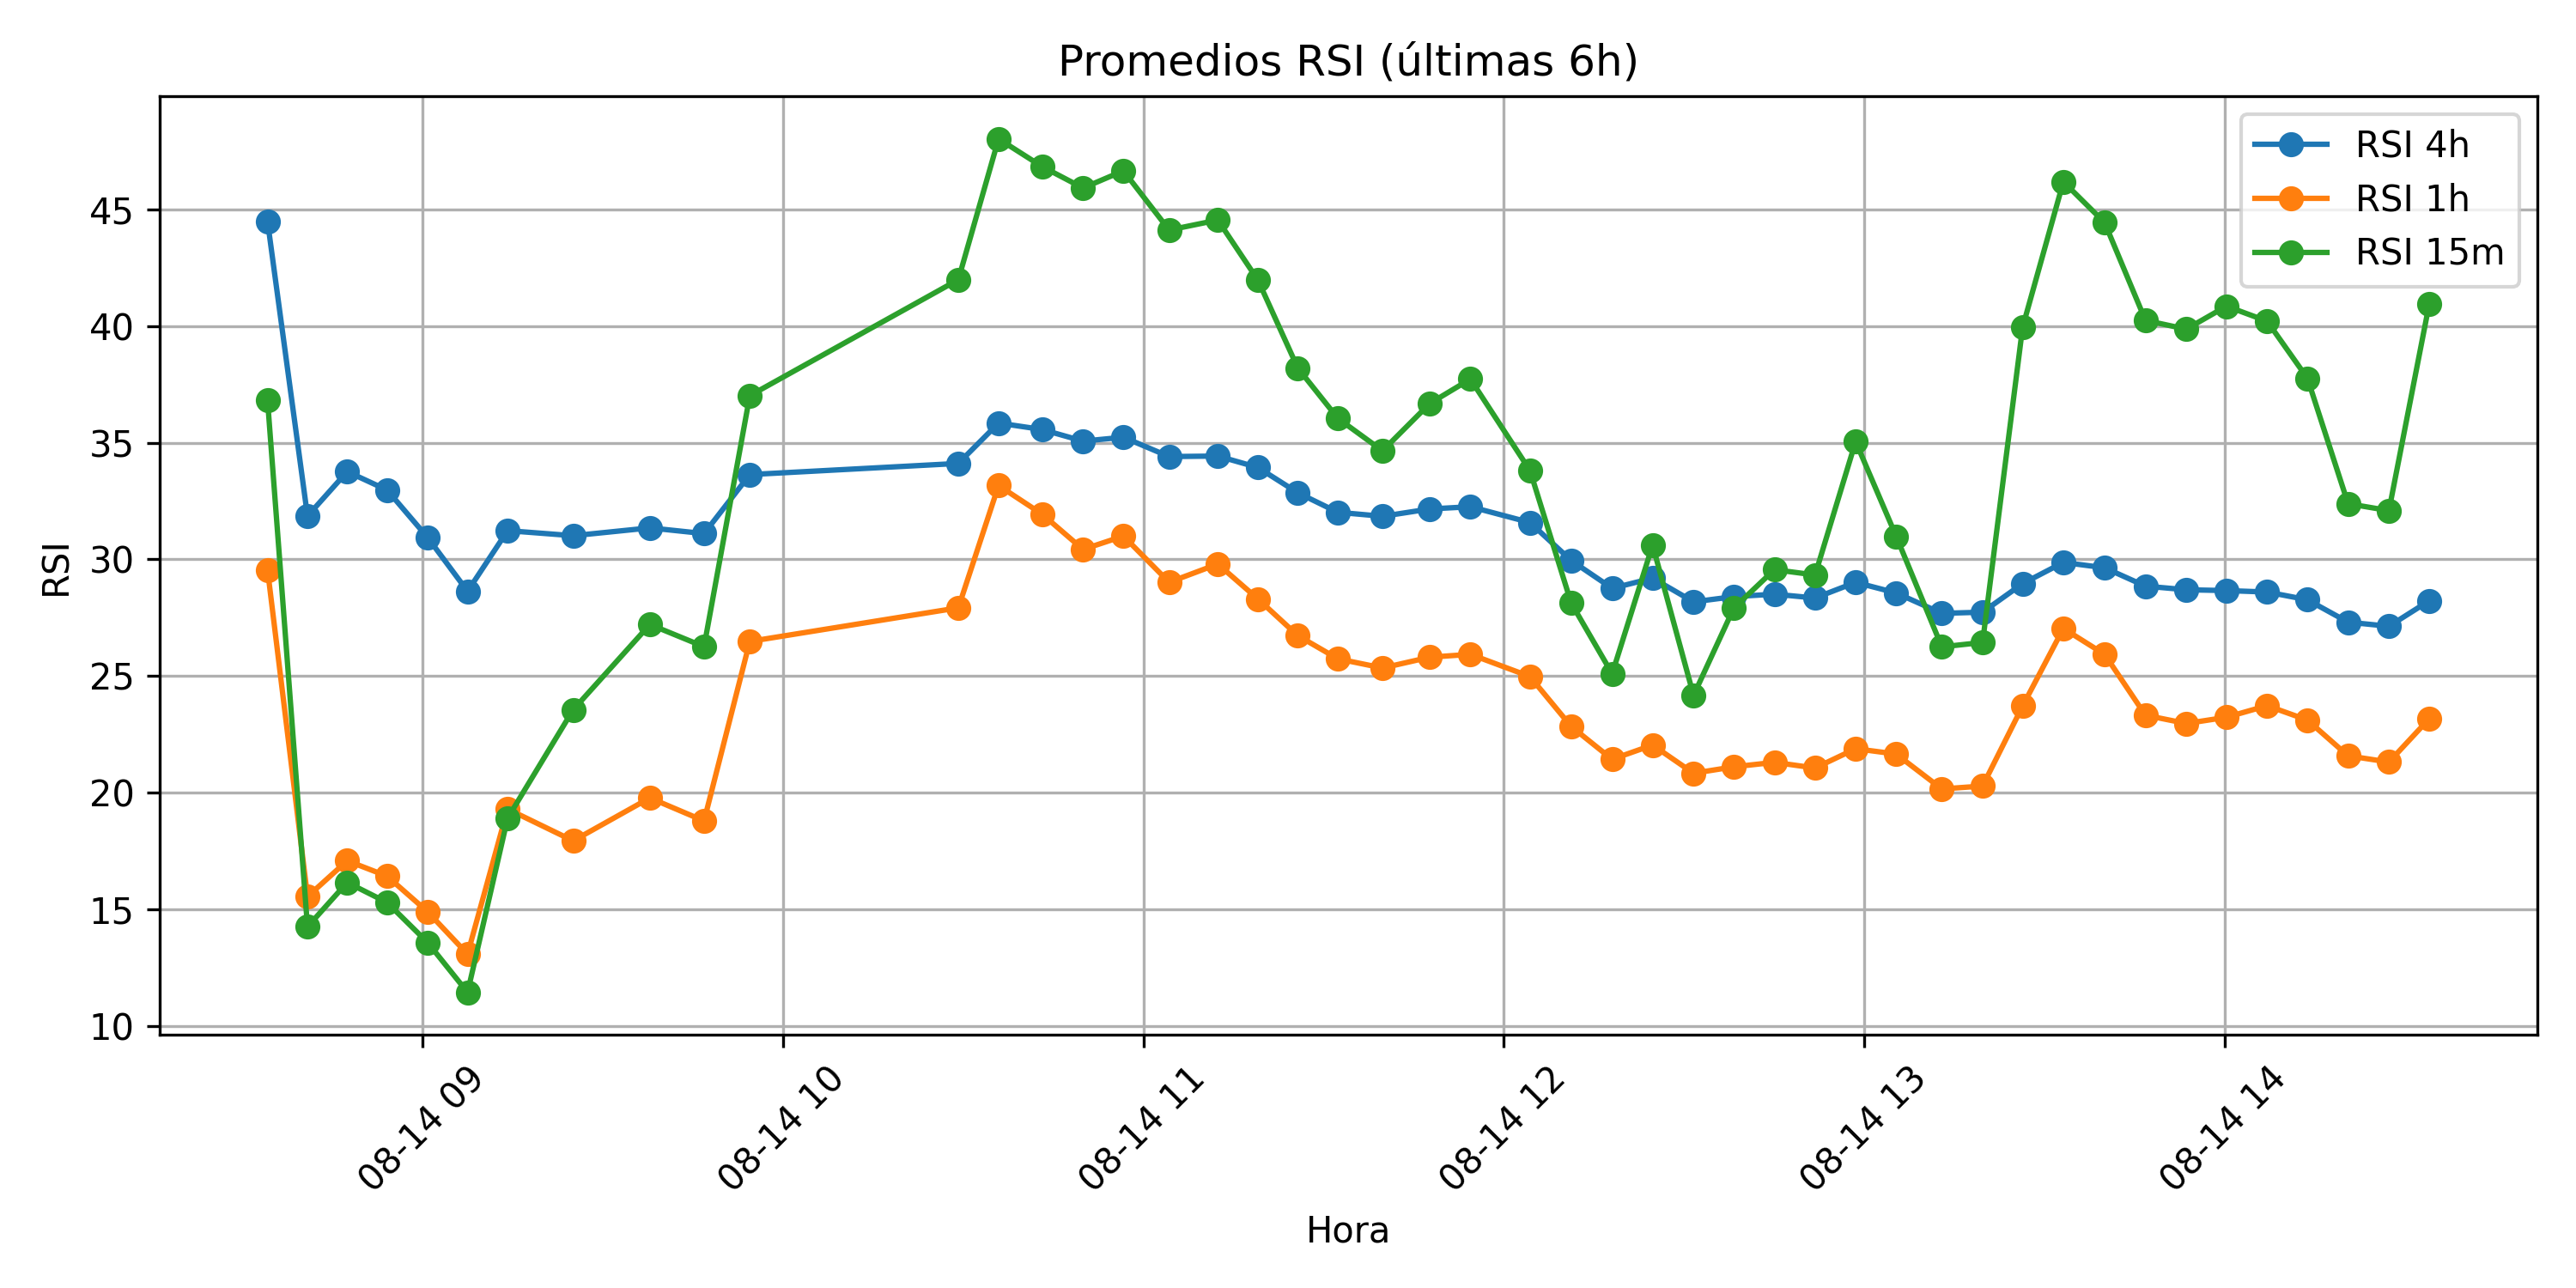 Promedios RSI (últimas 6h)
RSI 4h
RSI 1h
RSI 15m
RSI
45
40
35
30
25
20
15
10
08-14 09
08-14 10
08-14 11
08-14 12
08-14 13
08-14 14
Hora